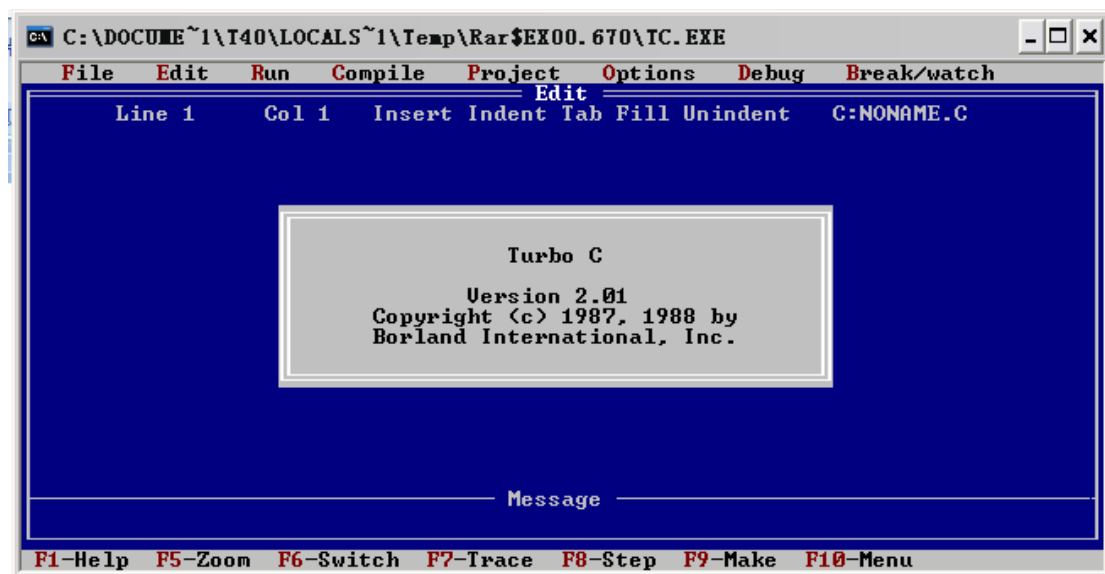 C:\DOCUME~1\T40\LOCALS~1\Temp\Rar$EX00.670\TC.EXE
File Edit Run Compile Project Options Debug Break/watch
Edit
Line 1 Col 1 Insert Indent Tab Fill Unindent C:NONAME.C
Turbo C
Version 2.01
Copyright (c) 1987, 1988 by
Borland International, Inc.
Message
F1-Help F5-Zoom F6-Switch F7-Trace F8-Step F9-Make F10-Menu